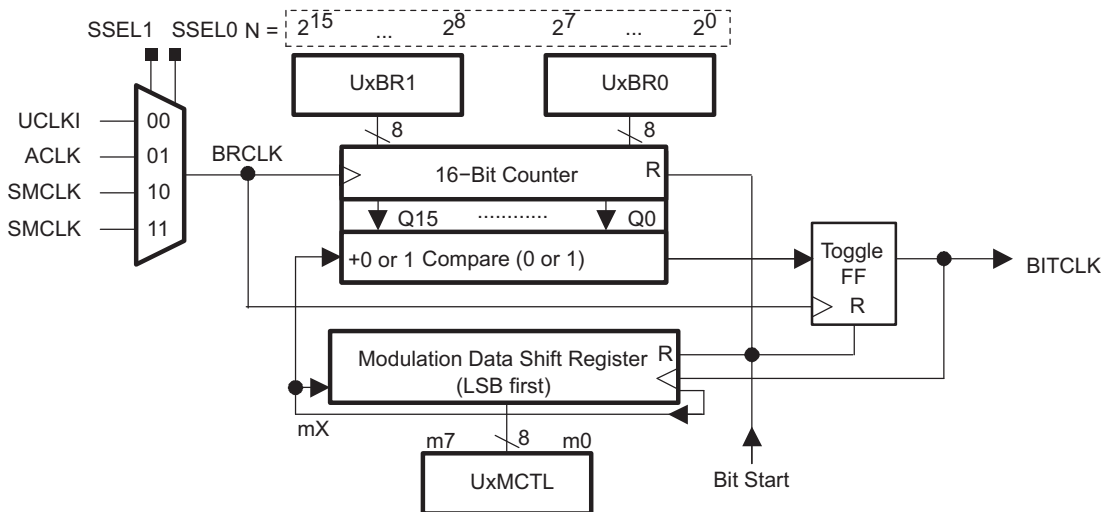 SSEL1 SSEL0 N = 2^15 ... 2^8 2^7 ... 2^0
UxBR1
UxBR0
8
8
UCLKI
00
ACLK
01
SMCLK
10
SMCLK
11
BRCLK
16−Bit Counter
R
Q15 ............ Q0
+0 or 1 Compare (0 or 1)
Toggle
FF
R
BITCLK
Modulation Data Shift Register
(LSB first)
R
mX
m7
8
m0
UxMCTL
Bit Start